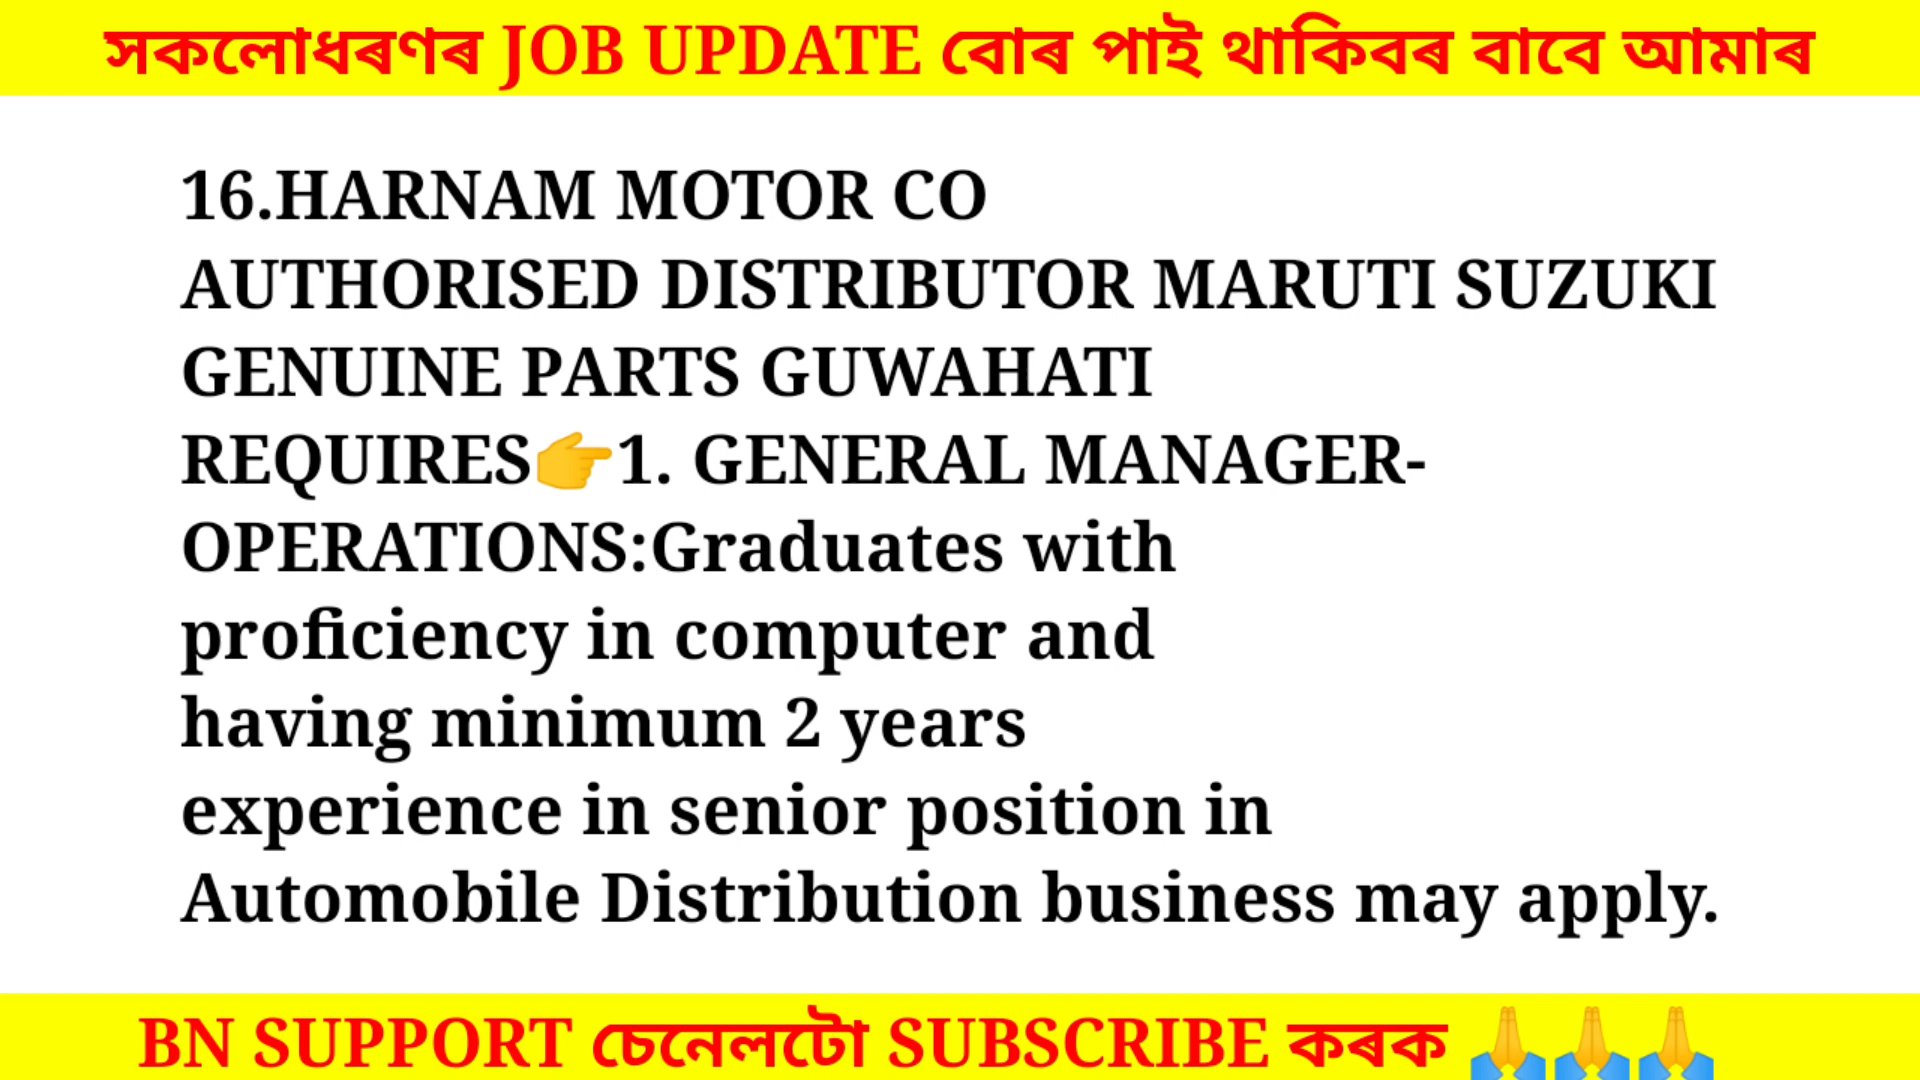 সকলোধৰণৰ JOB UPDATE বোৰ পাই থাকিবৰ বাবে আমাৰ
16.HARNAM MOTOR CO
AUTHORISED DISTRIBUTOR MARUTI SUZUKI
GENUINE PARTS GUWAHATI
REQUIRES👉1. GENERAL MANAGER-
OPERATIONS:Graduates with
proficiency in computer and
having minimum 2 years
experience in senior position in
Automobile Distribution business may apply.
BN SUPPORT চেনেলটো SUBSCRIBE কৰক 🙏🙏🙏